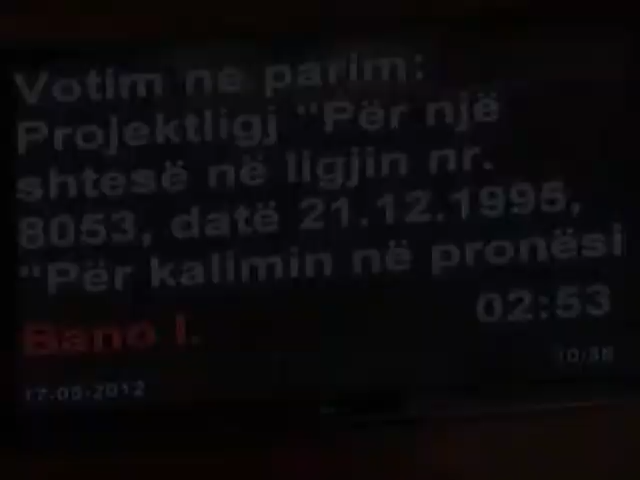 Votim në parim:
Projektligj "Për një
shtesë në ligjin nr.
8053, datë 21.12.1995,
"Për kalimin në pronësi
Bano I.
02:53
10:38
17-05-2012